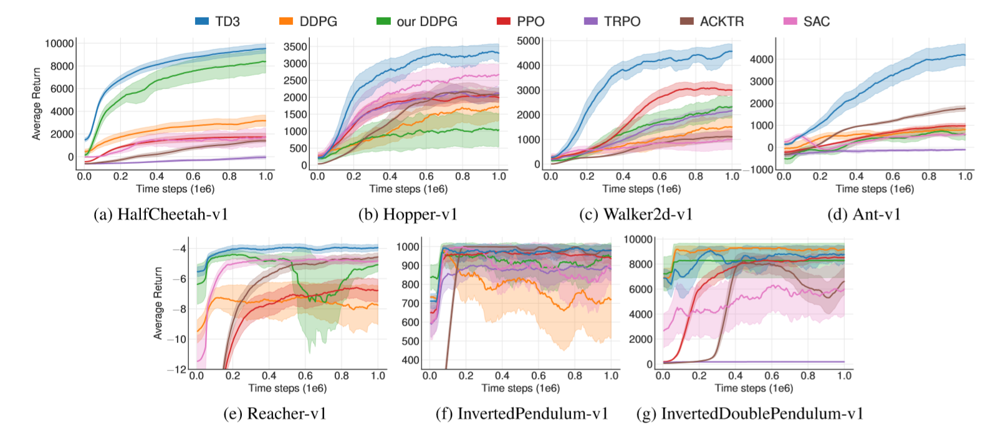 TD3 DDPG our DDPG PPO TRPO ACKTR SAC
Average Return
10000
8000
6000
4000
2000
0
0.0 0.2 0.4 0.6 0.8 1.0
Time steps (1e6)
(a) HalfCheetah-v1
3500
3000
2500
2000
1500
1000
500
0
0.0 0.2 0.4 0.6 0.8 1.0
Time steps (1e6)
(b) Hopper-v1
5000
4000
3000
2000
1000
0
0.0 0.2 0.4 0.6 0.8 1.0
Time steps (1e6)
(c) Walker2d-v1
4000
3000
2000
1000
0
−1000
0.0 0.2 0.4 0.6 0.8 1.0
Time steps (1e6)
(d) Ant-v1
Average Return
−4
−6
−8
−10
−12
0.0 0.2 0.4 0.6 0.8 1.0
Time steps (1e6)
(e) Reacher-v1
1000
900
800
700
600
500
400
0.0 0.2 0.4 0.6 0.8 1.0
Time steps (1e6)
(f) InvertedPendulum-v1
10000
8000
6000
4000
2000
0
0.0 0.2 0.4 0.6 0.8 1.0
Time steps (1e6)
(g) InvertedDoublePendulum-v1